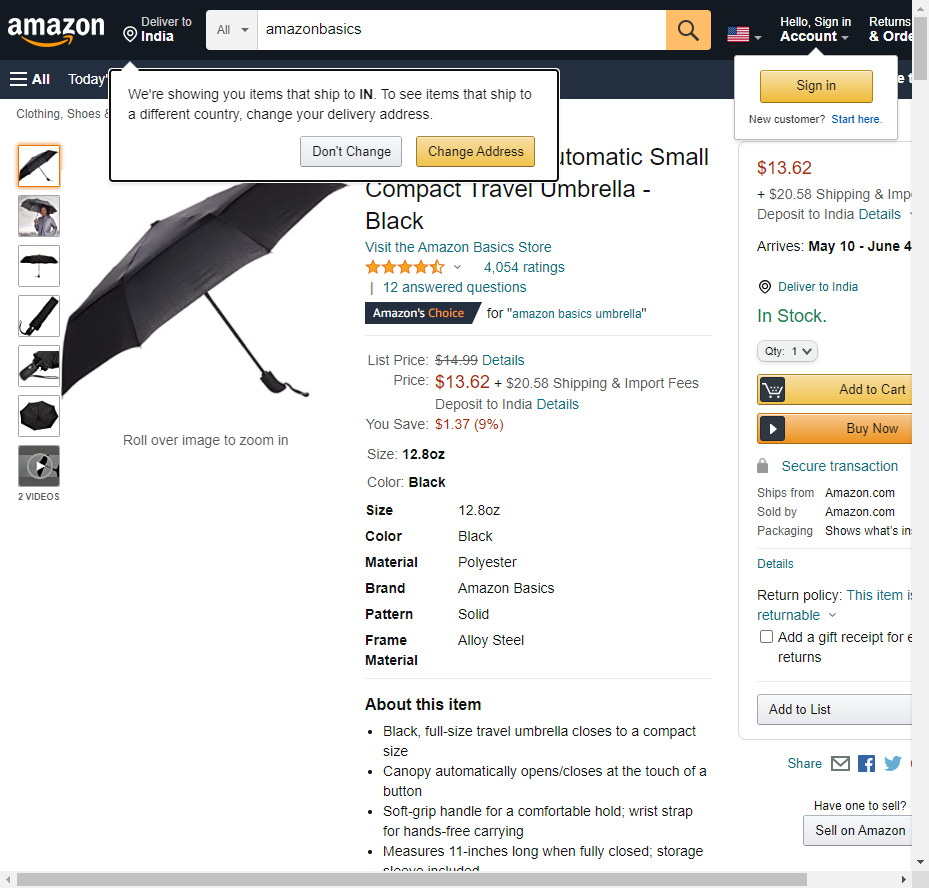 amazon
Deliver to
India
All
amazonbasics
Hello, Sign in
Account
Returns
& Orde
All
Today'
e t
We're showing you items that ship to IN. To see items that ship to
a different country, change your delivery address.
Don't Change
Change Address
Sign in
New customer? Start here.
Clothing, Shoes &
utomatic Small
Compact Travel Umbrella -
Black
Visit the Amazon Basics Store
4,054 ratings
| 12 answered questions
Amazon's Choice for "amazon basics umbrella"
List Price: $14.99 Details
Price: $13.62 + $20.58 Shipping & Import Fees
Deposit to India Details
You Save: $1.37 (9%)
Size: 12.8oz
Color: Black
Size 12.8oz
Color Black
Material Polyester
Brand Amazon Basics
Pattern Solid
Frame Alloy Steel
Material
About this item
• Black, full-size travel umbrella closes to a compact
size
• Canopy automatically opens/closes at the touch of a
button
• Soft-grip handle for a comfortable hold; wrist strap
for hands-free carrying
• Measures 11-inches long when fully closed; storage
sleeve included
Roll over image to zoom in
2 VIDEOS
$13.62
+ $20.58 Shipping & Impo
Deposit to India Details
Arrives: May 10 - June 4
Deliver to India
In Stock.
Qty: 1
Add to Cart
Buy Now
Secure transaction
Ships from Amazon.com
Sold by Amazon.com
Packaging Shows what's ins
Details
Return policy: This item is
returnable
Add a gift receipt for e
returns
Add to List
Share
Have one to sell?
Sell on Amazon